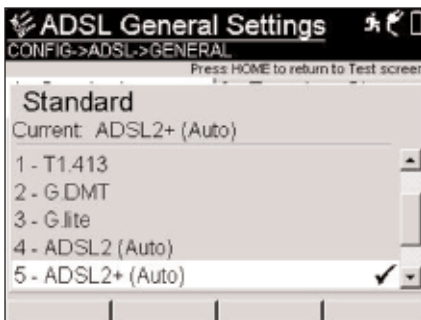 ADSL General Settings
CONFIG->ADSL->GENERAL
Press HOME to return to Test screen
Standard
Current: ADSL2+ (Auto)
1 - T1.413
2 - G.DMT
3 - G.lite
4 - ADSL2 (Auto)
5 - ADSL2+ (Auto)